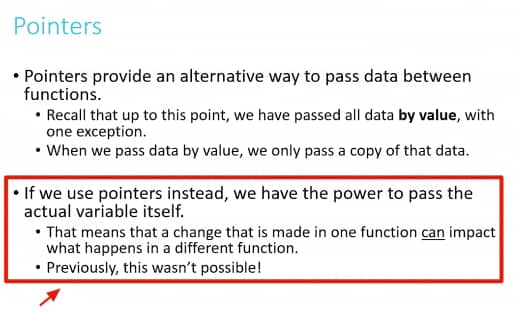 Pointers
• Pointers provide an alternative way to pass data between
functions.
• Recall that up to this point, we have passed all data by value, with
one exception.
• When we pass data by value, we only pass a copy of that data.
• If we use pointers instead, we have the power to pass the
actual variable itself.
• That means that a change that is made in one function can impact
what happens in a different function.
• Previously, this wasn’t possible!